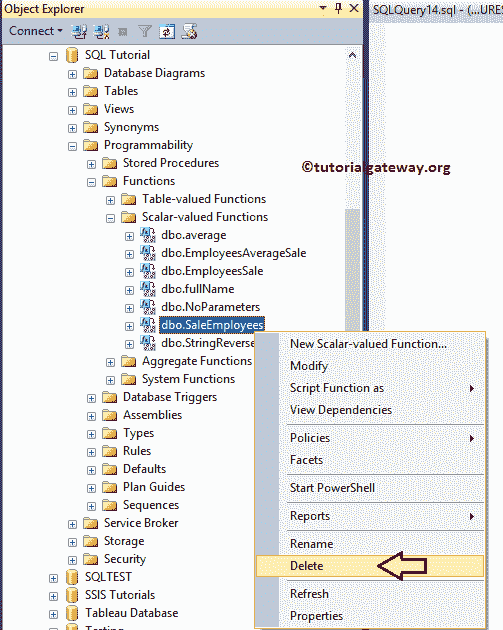 Object Explorer
SQLQuery14.sql - (...URES
Connect
SQL Tutorial
Database Diagrams
Tables
Views
Synonyms
Programmability
Stored Procedures
©tutorialgateway.org
Functions
Table-valued Functions
Scalar-valued Functions
dbo.average
dbo.EmployeesAverageSale
dbo.EmployeesSale
dbo.fullName
dbo.NoParameters
dbo.SaleEmployees
dbo.StringReverse
Aggregate Functions
System Functions
Database Triggers
Assemblies
Types
Rules
Defaults
Plan Guides
Sequences
Service Broker
Storage
Security
SQLTEST
SSIS Tutorials
Tableau Database
New Scalar-valued Function...
Modify
Script Function as
View Dependencies
Policies
Facets
Start PowerShell
Reports
Rename
Delete
Refresh
Properties